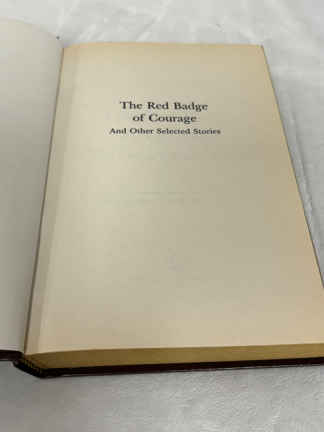 The Red Badge
of Courage
And Other Selected Stories